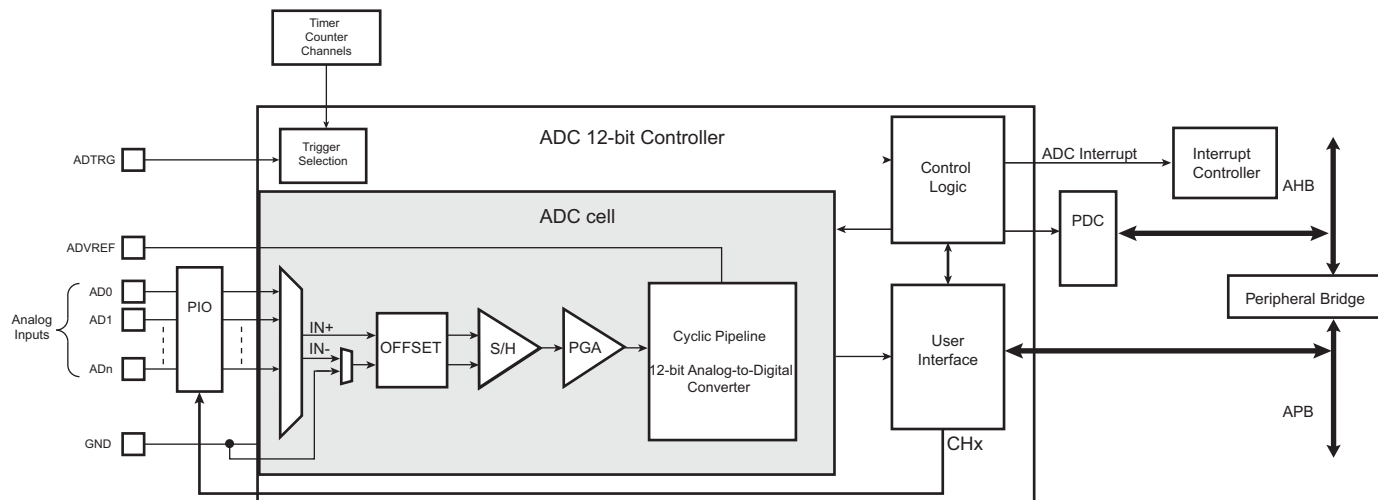 Timer
Counter
Channels
ADC 12-bit Controller
ADTRG
Trigger
Selection
Control
Logic
ADC Interrupt
Interrupt
Controller
AHB
ADC cell
PDC
ADVREF
Analog
Inputs
AD0
AD1
ADn
PIO
IN+
IN-
OFFSET
S/H
PGA
Cyclic Pipeline
12-bit Analog-to-Digital
Converter
User
Interface
Peripheral Bridge
APB
GND
CHx